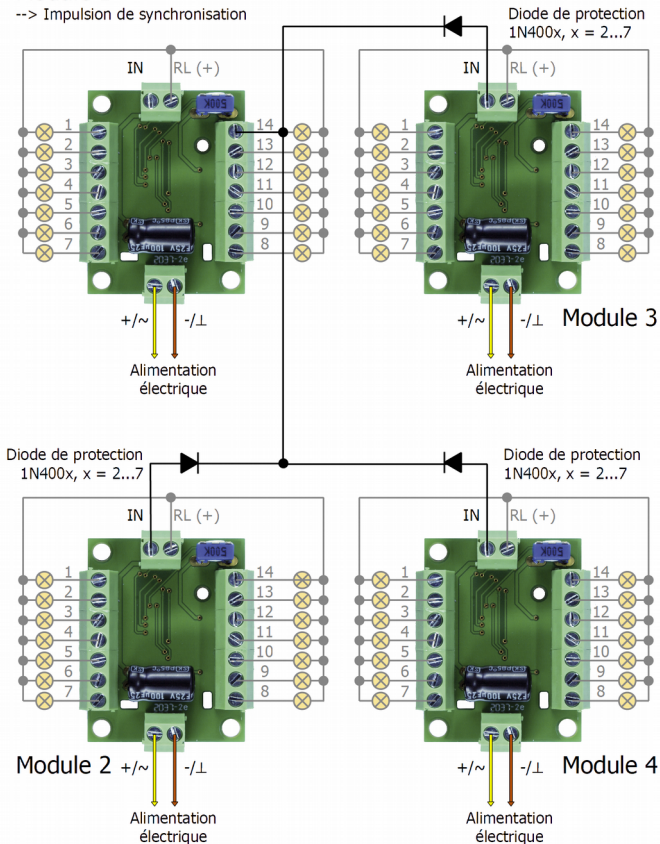 --> Impulsion de synchronisation
Diode de protection
1N400x, x = 2...7
IN RL (+)
IN RL (+)
500K
500K
1 14
2 13
3 12
4 11
5 10
6 9
7 8
1 14
2 13
3 12
4 11
5 10
6 9
7 8
+/~ -/⊥
+/~ -/⊥ Module 3
Alimentation
électrique
Alimentation
électrique
Diode de protection
1N400x, x = 2...7
Diode de protection
1N400x, x = 2...7
IN RL (+)
IN RL (+)
500K
500K
1 14
2 13
3 12
4 11
5 10
6 9
7 8
1 14
2 13
3 12
4 11
5 10
6 9
7 8
Module 2 +/~ -/⊥
+/~ -/⊥ Module 4
Alimentation
électrique
Alimentation
électrique